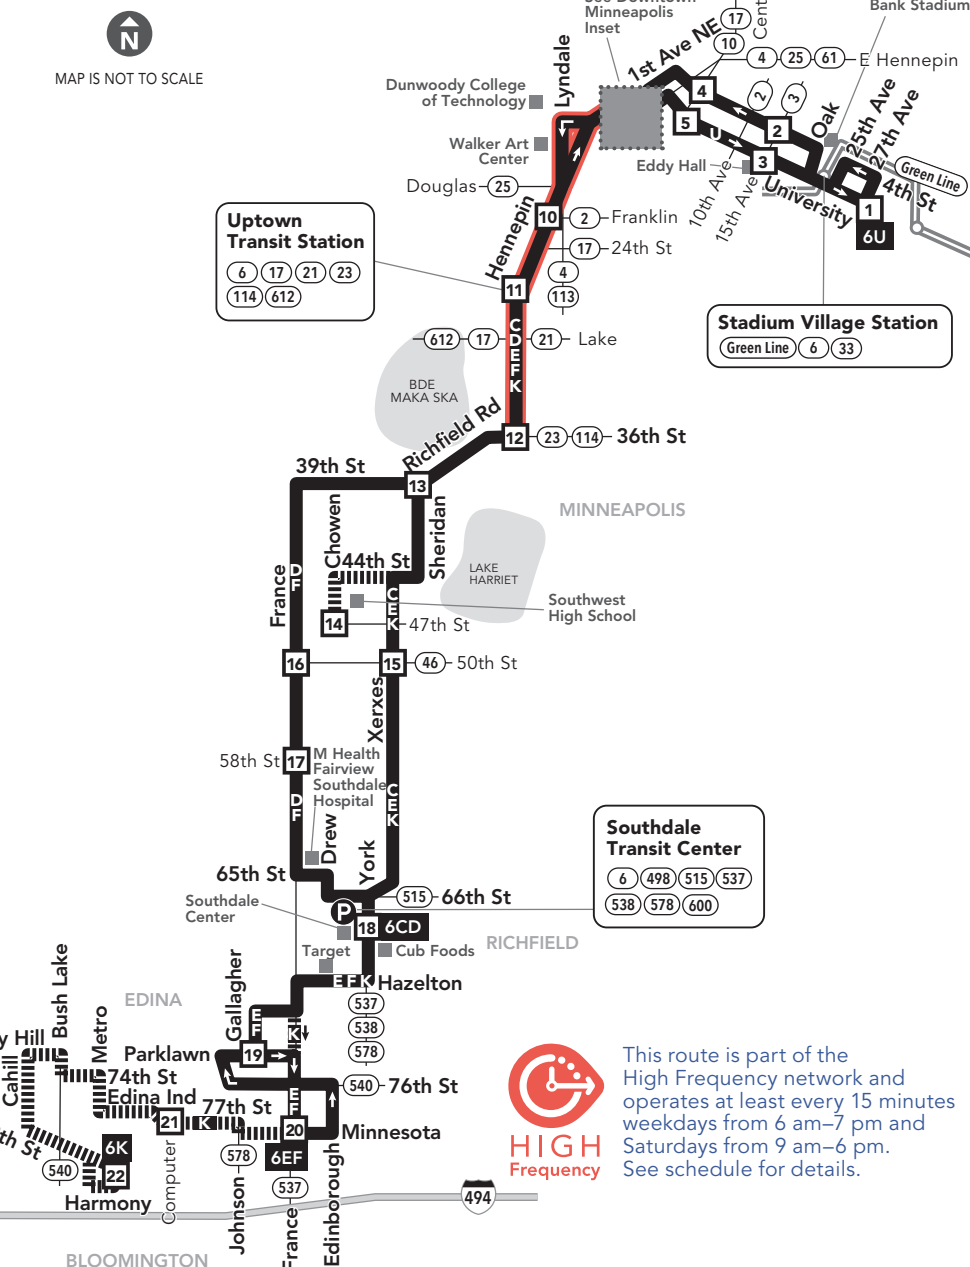 See Downtown
Minneapolis
Inset
Bank Stadium
N
MAP IS NOT TO SCALE
17
10
1st Ave NE
4 25 61 E Hennepin
Lyndale
Dunwoody College
of Technology
Walker Art
Center
Douglas 25
4
5
U
2
3
2
3
Oak
25th Ave
27th Ave
Green Line
4th St
Eddy Hall
10th Ave
15th Ave
University
1
6U
Hennepin
10
2 Franklin
17 24th St
4
113
11
Uptown
Transit Station
6 17 21 23
114 612
Stadium Village Station
Green Line 6 33
C
D
E
F
K
612 17 21 Lake
BDE
MAKA SKA
Richfield Rd
12 23 114 36th St
39th St
13
MINNEAPOLIS
Chowen
Sheridan
44th St
LAKE
HARRIET
France
D
F
C
E
K
Southwest
High School
14
47th St
16
15 46 50th St
Xerxes
58th St 17
M Health
Fairview
Southdale
Hospital
D
F
C
E
K
Drew
York
65th St
515 66th St
P
Southdale
Center
18 6CD
Southdale
Transit Center
6 498 515 537
538 578 600
RICHFIELD
Target
Cub Foods
E F K Hazelton
537
538
578
EDINA
Gallagher
E
F
K
Bush Lake
Metro
Cahill
Parklawn 19
74th St
540 76th St
Edina Ind
77th St
E
F
21
K
20
Minnesota
6K
22
540
Harmony
Computer
578
6EF
537
Johnson
France
Edinborough
494
BLOOMINGTON
HIGH
Frequency
This route is part of the
High Frequency network and
operates at least every 15 minutes
weekdays from 6 am–7 pm and
Saturdays from 9 am–6 pm.
See schedule for details.